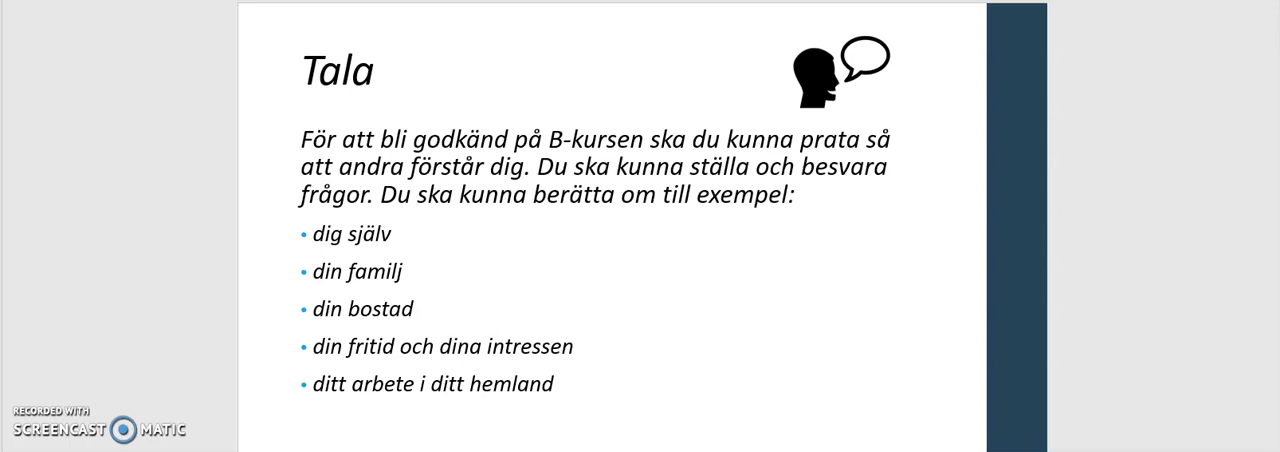 Tala
För att bli godkänd på B-kursen ska du kunna prata så
att andra förstår dig. Du ska kunna ställa och besvara
frågor. Du ska kunna berätta om till exempel:
• dig själv
• din familj
• din bostad
• din fritid och dina intressen
• ditt arbete i ditt hemland
RECORDED WITH
SCREENCAST MATIC